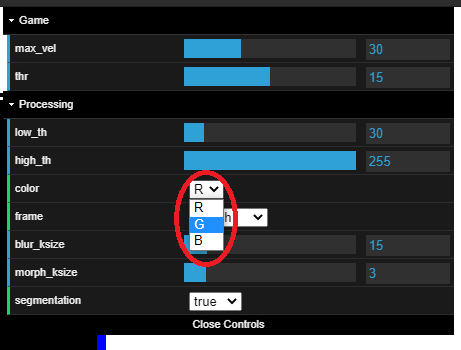 Game
max_vel 30
thr 15
Processing
low_th 30
high_th 255
color R
R
G
B
frame h
blur_ksize 15
morph_ksize 3
segmentation true
Close Controls